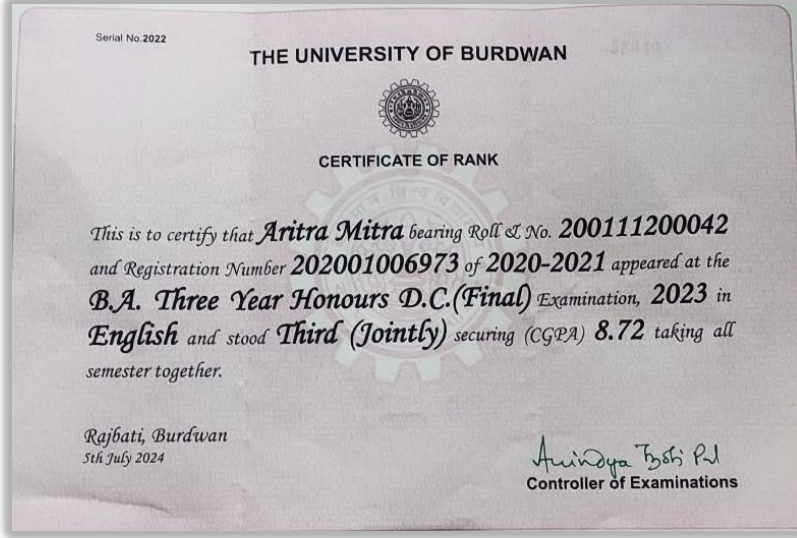 Serial No.2022
THE UNIVERSITY OF BURDWAN
CERTIFICATE OF RANK
This is to certify that Aritra Mitra bearing Roll & No. 200111200042
and Registration Number 202001006973 of 2020-2021 appeared at the
B.A. Three Year Honours D.C.(Final) Examination, 2023 in
English and stood Third (Jointly) securing (CGPA) 8.72 taking all
semester together.
Rajbati, Burdwan
5th July 2024
Controller of Examinations